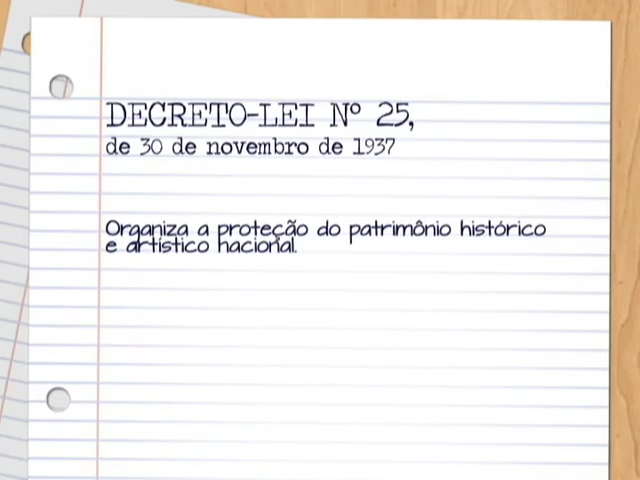 DECRETO-LEI Nº 25,
de 30 de novembro de 1937
Organiza a proteção do patrimônio histórico
e artístico nacional.